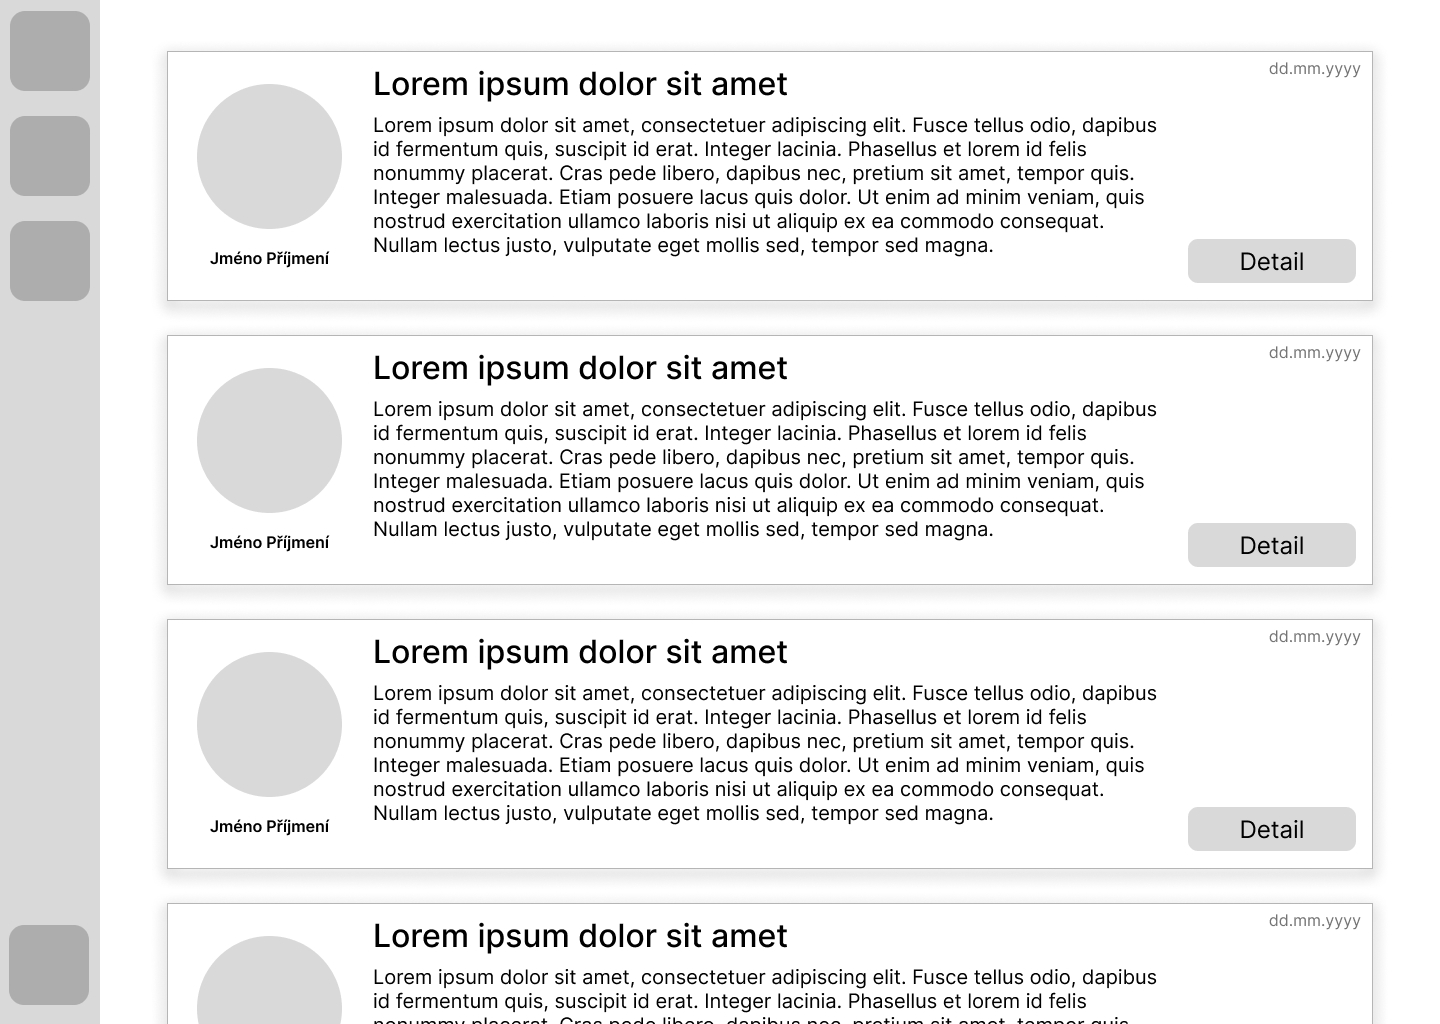 Lorem ipsum dolor sit amet
dd.mm.yyyy
Lorem ipsum dolor sit amet, consectetuer adipiscing elit. Fusce tellus odio, dapibus
id fermentum quis, suscipit id erat. Integer lacinia. Phasellus et lorem id felis
nonummy placerat. Cras pede libero, dapibus nec, pretium sit amet, tempor quis.
Integer malesuada. Etiam posuere lacus quis dolor. Ut enim ad minim veniam, quis
nostrud exercitation ullamco laboris nisi ut aliquip ex ea commodo consequat.
Nullam lectus justo, vulputate eget mollis sed, tempor sed magna.
Jméno Příjmení
Detail
Lorem ipsum dolor sit amet
dd.mm.yyyy
Lorem ipsum dolor sit amet, consectetuer adipiscing elit. Fusce tellus odio, dapibus
id fermentum quis, suscipit id erat. Integer lacinia. Phasellus et lorem id felis
nonummy placerat. Cras pede libero, dapibus nec, pretium sit amet, tempor quis.
Integer malesuada. Etiam posuere lacus quis dolor. Ut enim ad minim veniam, quis
nostrud exercitation ullamco laboris nisi ut aliquip ex ea commodo consequat.
Nullam lectus justo, vulputate eget mollis sed, tempor sed magna.
Jméno Příjmení
Detail
Lorem ipsum dolor sit amet
dd.mm.yyyy
Lorem ipsum dolor sit amet, consectetuer adipiscing elit. Fusce tellus odio, dapibus
id fermentum quis, suscipit id erat. Integer lacinia. Phasellus et lorem id felis
nonummy placerat. Cras pede libero, dapibus nec, pretium sit amet, tempor quis.
Integer malesuada. Etiam posuere lacus quis dolor. Ut enim ad minim veniam, quis
nostrud exercitation ullamco laboris nisi ut aliquip ex ea commodo consequat.
Nullam lectus justo, vulputate eget mollis sed, tempor sed magna.
Jméno Příjmení
Detail
Lorem ipsum dolor sit amet
dd.mm.yyyy
Lorem ipsum dolor sit amet, consectetuer adipiscing elit. Fusce tellus odio, dapibus
id fermentum quis, suscipit id erat. Integer lacinia. Phasellus et lorem id felis